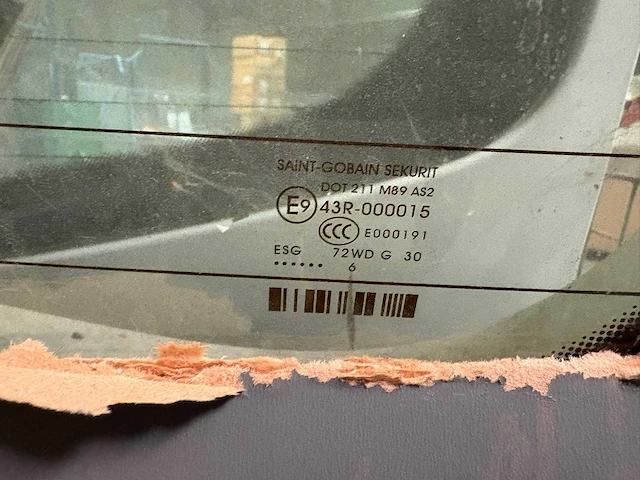 SAINT-GOBAIN SEKURIT
DOT 211 M89 AS2
E9 43R-000015
CCC E000191
ESG 72WD G 30
...... 6